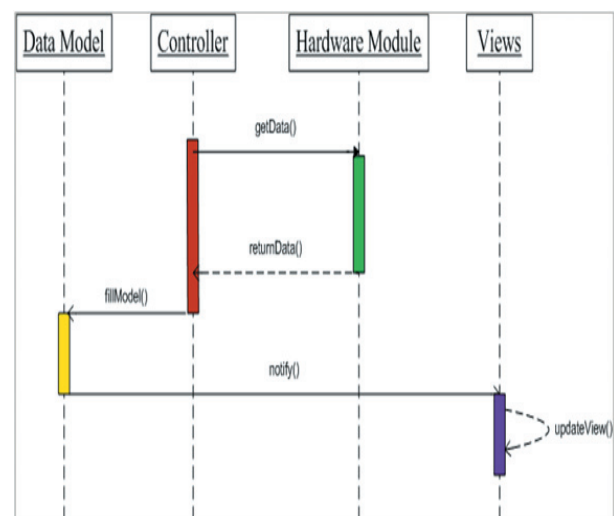 Data Model
Controller
Hardware Module
Views
getData()
returnData()
fillModel()
notify()
updateView()